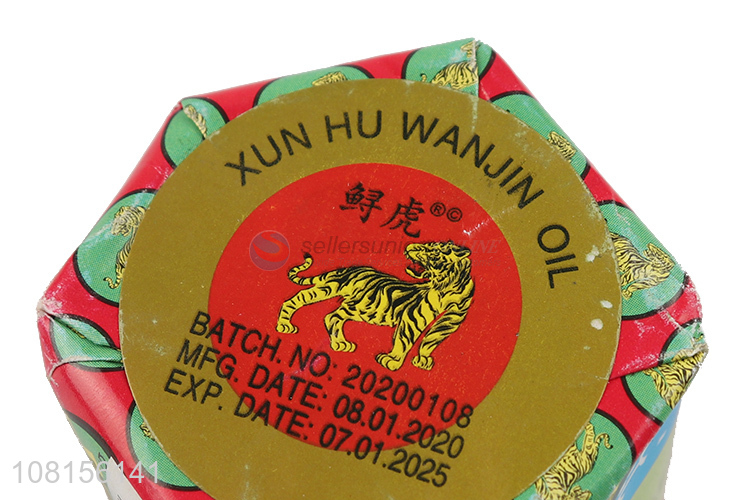 XUN HU WANJIN OIL
鲟虎®©
sellersunionONLINE
BATCH. NO: 20200108
MFG. DATE: 08.01.2020
EXP. DATE: 07.01.2025
108156141